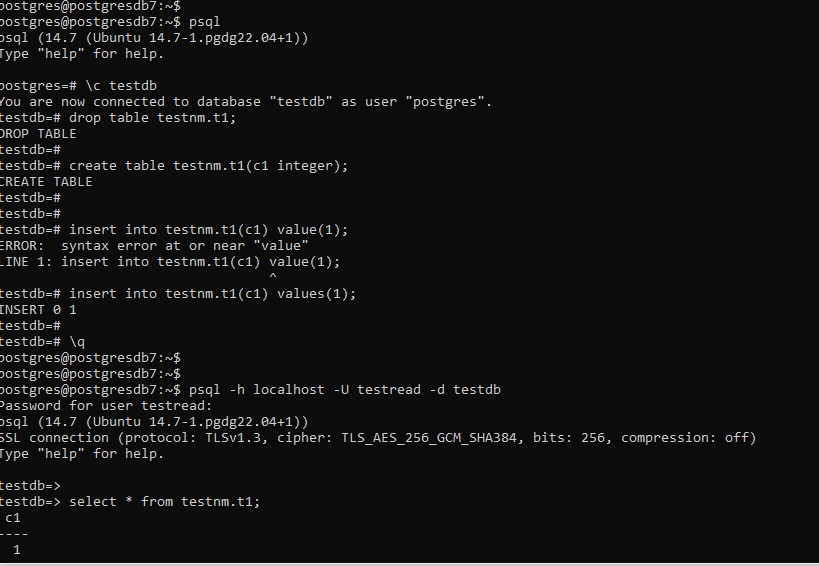 postgres@postgresdb7:~$
postgres@postgresdb7:~$ psql
psql (14.7 (Ubuntu 14.7-1.pgdg22.04+1))
Type "help" for help.
postgres=# \c testdb
You are now connected to database "testdb" as user "postgres".
testdb=# drop table testnm.t1;
DROP TABLE
testdb=#
testdb=# create table testnm.t1(c1 integer);
CREATE TABLE
testdb=#
testdb=#
testdb=# insert into testnm.t1(c1) value(1);
ERROR:  syntax error at or near "value"
LINE 1: insert into testnm.t1(c1) value(1);
^
testdb=# insert into testnm.t1(c1) values(1);
INSERT 0 1
testdb=#
testdb=# \q
postgres@postgresdb7:~$
postgres@postgresdb7:~$
postgres@postgresdb7:~$ psql -h localhost -U testread -d testdb
Password for user testread:
psql (14.7 (Ubuntu 14.7-1.pgdg22.04+1))
SSL connection (protocol: TLSv1.3, cipher: TLS_AES_256_GCM_SHA384, bits: 256, compression: off)
Type "help" for help.
testdb=>
testdb=> select * from testnm.t1;
c1
----
1